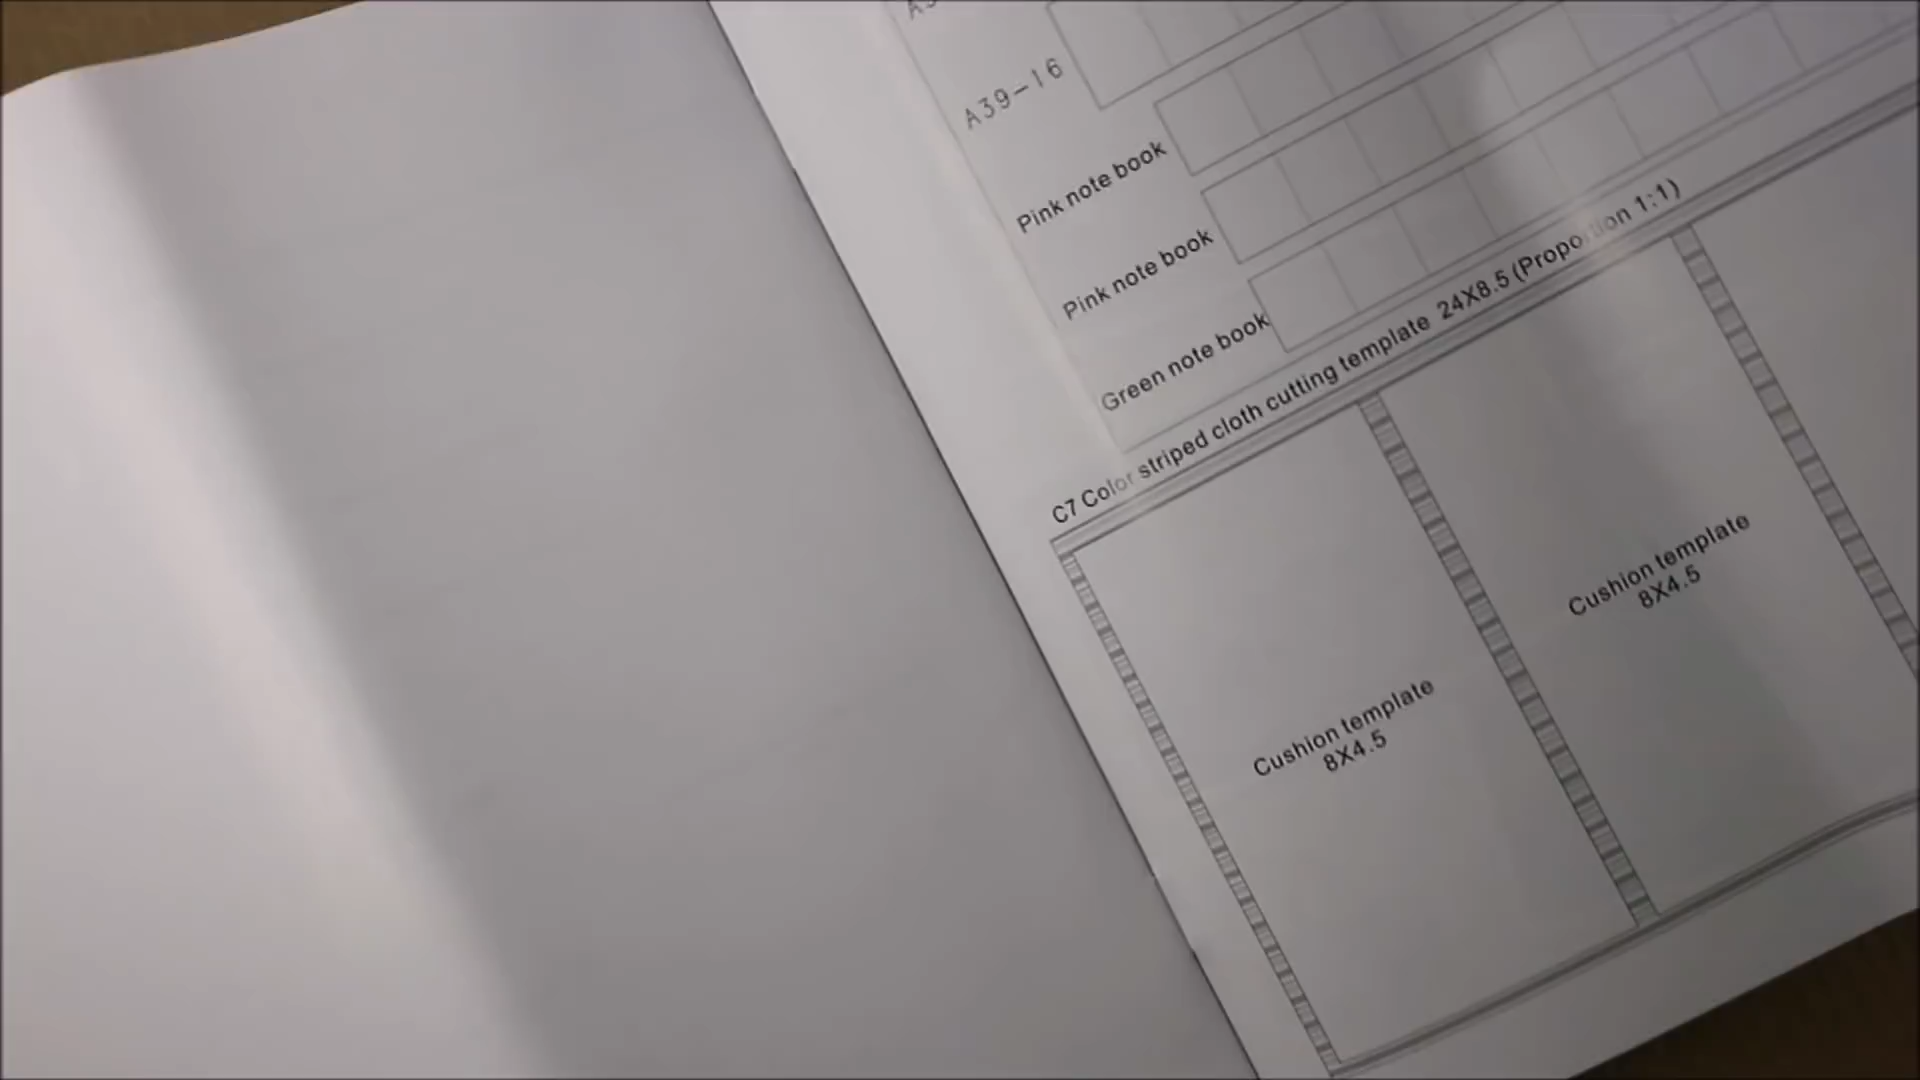 A39-16
Pink note book
Pink note book
Green note book
C7 Color striped cloth cutting template 24X8.5 (Proportion 1:1)
Cushion template
8X4.5
Cushion template
8X4.5